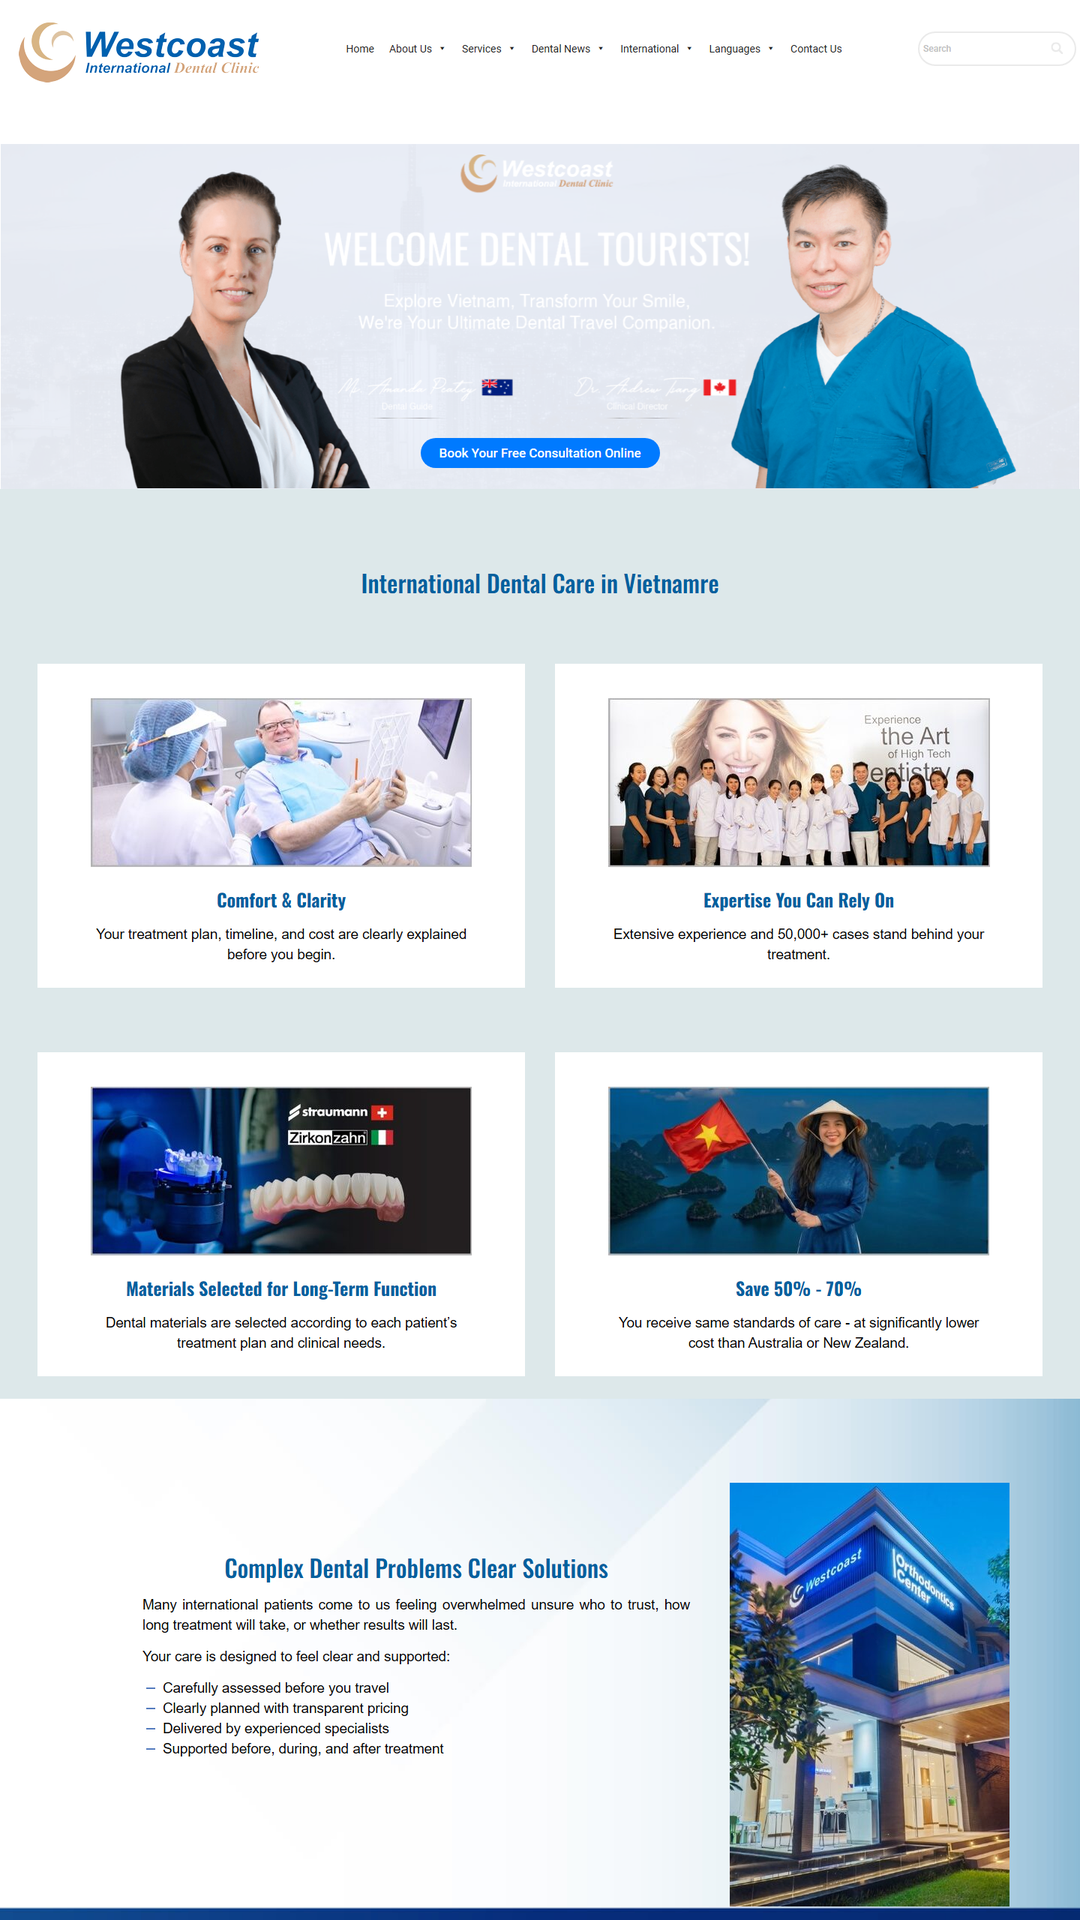 Westcoast
International Dental Clinic
Home About Us Services Dental News International Languages Contact Us
Search
Westcoast
International Dental Clinic
WELCOME DENTAL TOURISTS!
Explore Vietnam, Transform Your Smile,
We're Your Ultimate Dental Travel Companion.
Dr. Andrew Tsang
Clinical Director
Book Your Free Consultation Online
International Dental Care in Vietnamre
Experience
the Art
of High Tech
Dentistry
Comfort & Clarity
Your treatment plan, timeline, and cost are clearly explained
before you begin.
Expertise You Can Rely On
Extensive experience and 50,000+ cases stand behind your
treatment.
straumann
Zirkonzahn
Materials Selected for Long-Term Function
Dental materials are selected according to each patient’s
treatment plan and clinical needs.
Save 50% - 70%
You receive same standards of care - at significantly lower
cost than Australia or New Zealand.
Westcoast
Orthodontics
Center
Complex Dental Problems Clear Solutions
Many international patients come to us feeling overwhelmed unsure who to trust, how
long treatment will take, or whether results will last.
Your care is designed to feel clear and supported:
– Carefully assessed before you travel
– Clearly planned with transparent pricing
– Delivered by experienced specialists
– Supported before, during, and after treatment